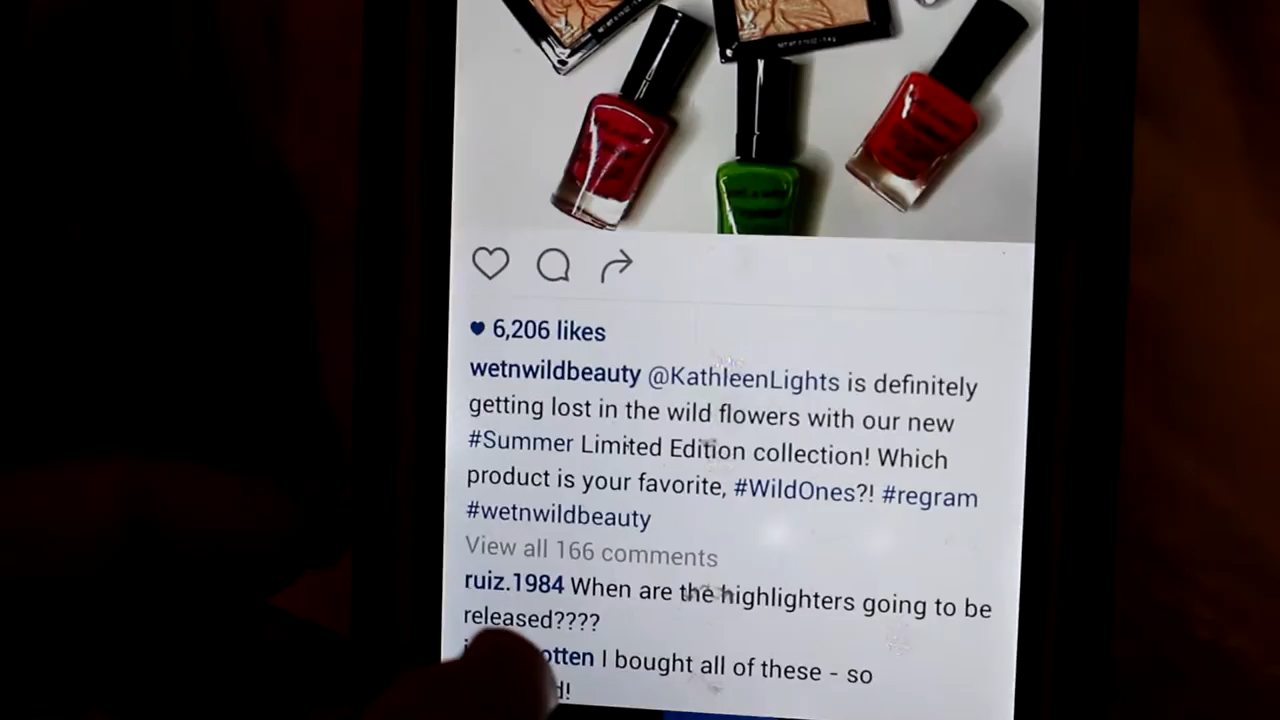 6,206 likes
wetnwildbeauty @KathleenLights is definitely
getting lost in the wild flowers with our new
#Summer Limited Edition collection! Which
product is your favorite, #WildOnes?! #regram
#wetnwildbeauty
View all 166 comments
ruiz.1984 When are the highlighters going to be
released????
otten I bought all of these - so
d!